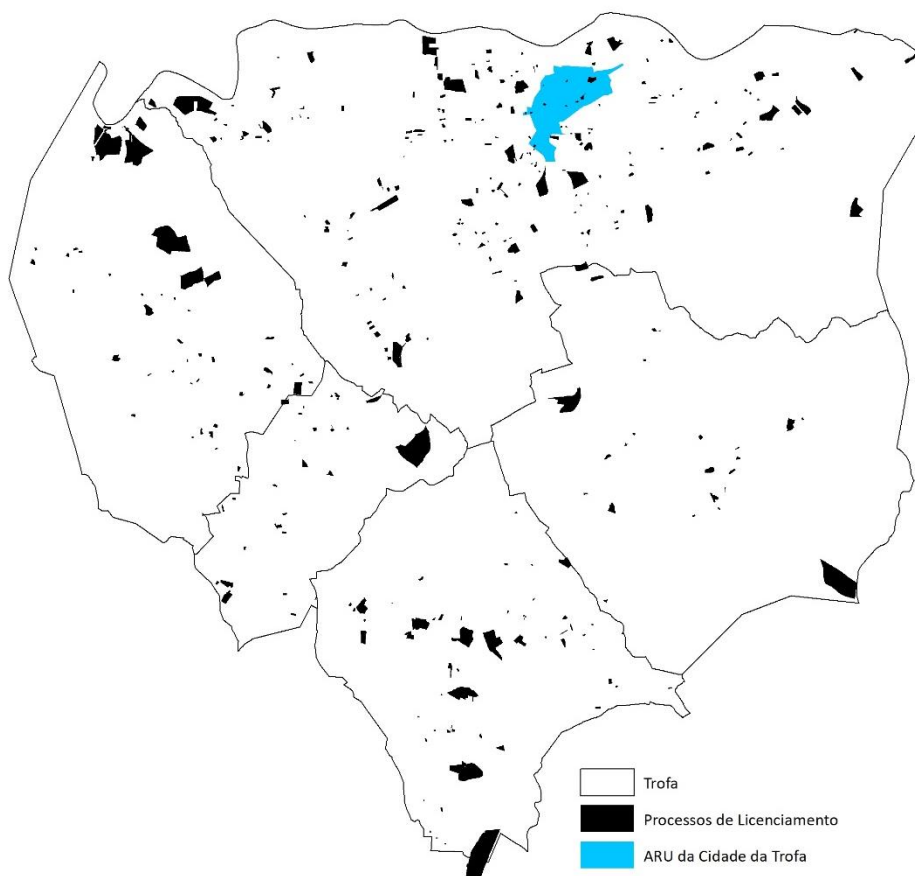 Trofa
Processos de Licenciamento
ARU da Cidade da Trofa